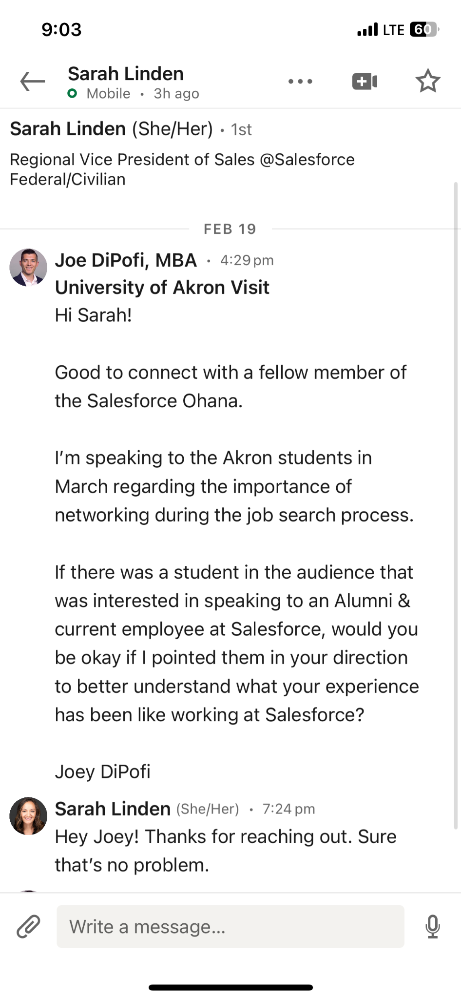 9:03
LTE 60
Sarah Linden
Mobile • 3h ago
Sarah Linden (She/Her) • 1st
Regional Vice President of Sales @Salesforce
Federal/Civilian
FEB 19
Joe DiPofi, MBA • 4:29 pm
University of Akron Visit
Hi Sarah!
Good to connect with a fellow member of
the Salesforce Ohana.
I'm speaking to the Akron students in
March regarding the importance of
networking during the job search process.
If there was a student in the audience that
was interested in speaking to an Alumni &
current employee at Salesforce, would you
be okay if I pointed them in your direction
to better understand what your experience
has been like working at Salesforce?
Joey DiPofi
Sarah Linden (She/Her) • 7:24 pm
Hey Joey! Thanks for reaching out. Sure
that's no problem.
Write a message...